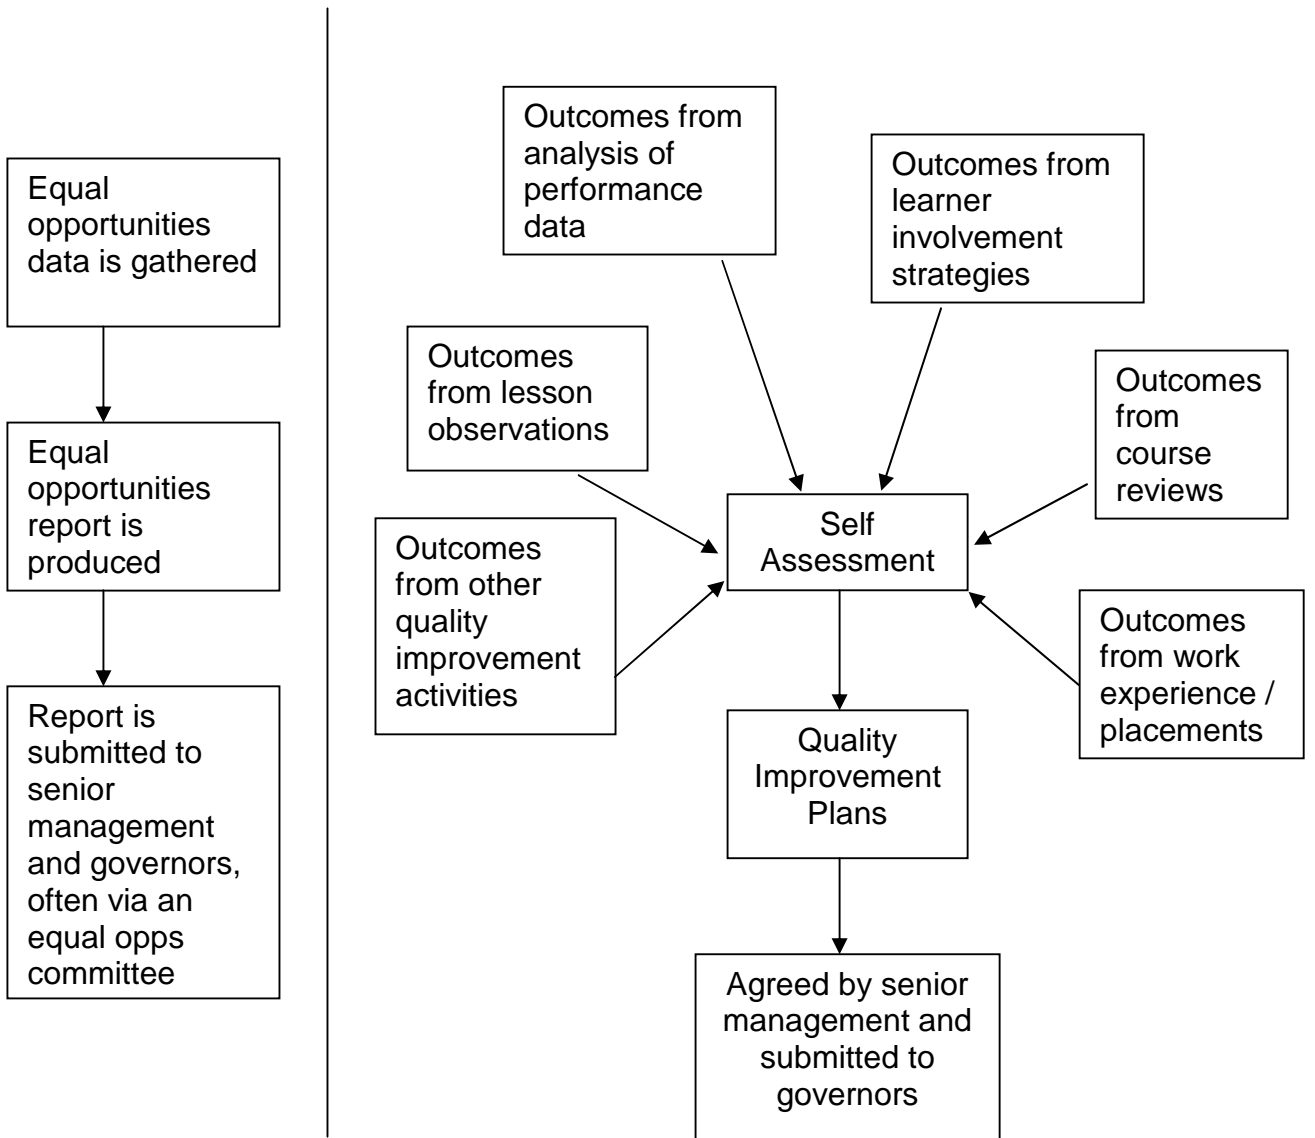 Equal
opportunities
data is gathered
Equal
opportunities
report is
produced
Report is
submitted to
senior
management
and governors,
often via an
equal opps
committee
Outcomes from
analysis of
performance
data
Outcomes from
learner
involvement
strategies
Outcomes
from lesson
observations
Outcomes
from
course
reviews
Outcomes
from other
quality
improvement
activities
Self
Assessment
Outcomes
from work
experience /
placements
Quality
Improvement
Plans
Agreed by senior
management and
submitted to
governors